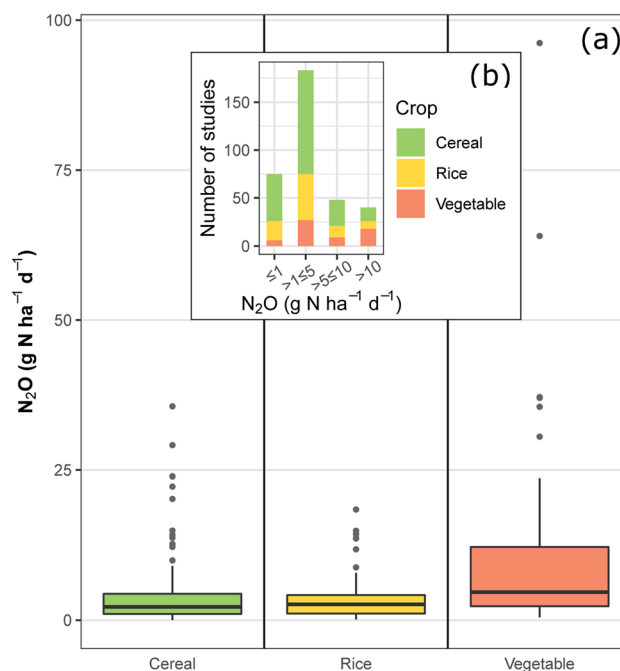 100
(a)
(b)
Number of studies
150
100
50
0
≤1
>1≤5
>5≤10
>10
N₂O (g N ha⁻¹ d⁻¹)
Crop
Cereal
Rice
Vegetable
75
50
25
0
N₂O (g N ha⁻¹ d⁻¹)
Cereal
Rice
Vegetable